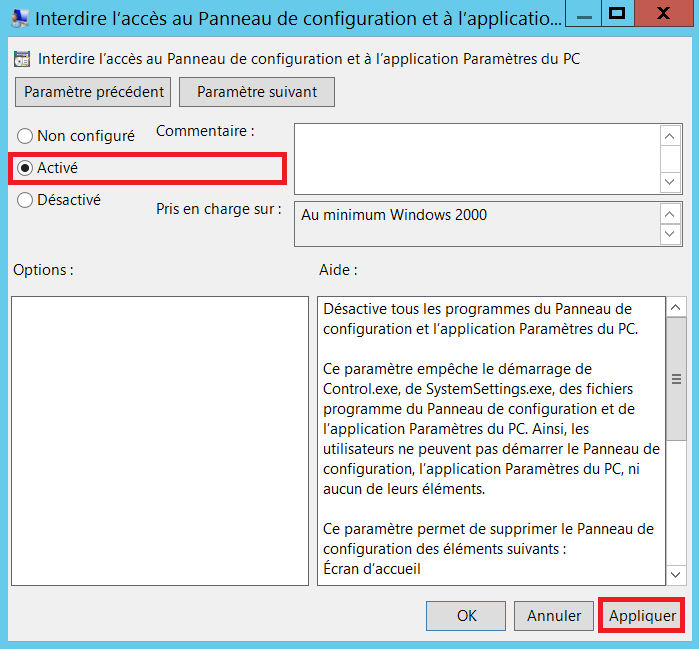 Interdire l'accès au Panneau de configuration et à l'applicatio...
Interdire l'accès au Panneau de configuration et à l'application Paramètres du PC
Paramètre précédent
Paramètre suivant
Non configuré
Commentaire :
Activé
Désactivé
Pris en charge sur :
Au minimum Windows 2000
Options :
Aide :
Désactive tous les programmes du Panneau de
configuration et l'application Paramètres du PC.
Ce paramètre empêche le démarrage de
Control.exe, de SystemSettings.exe, des fichiers
programme du Panneau de configuration et de
l'application Paramètres du PC. Ainsi, les
utilisateurs ne peuvent pas démarrer le Panneau de
configuration, l'application Paramètres du PC, ni
aucun de leurs éléments.
Ce paramètre permet de supprimer le Panneau de
configuration des éléments suivants :
Écran d'accueil
OK
Annuler
Appliquer